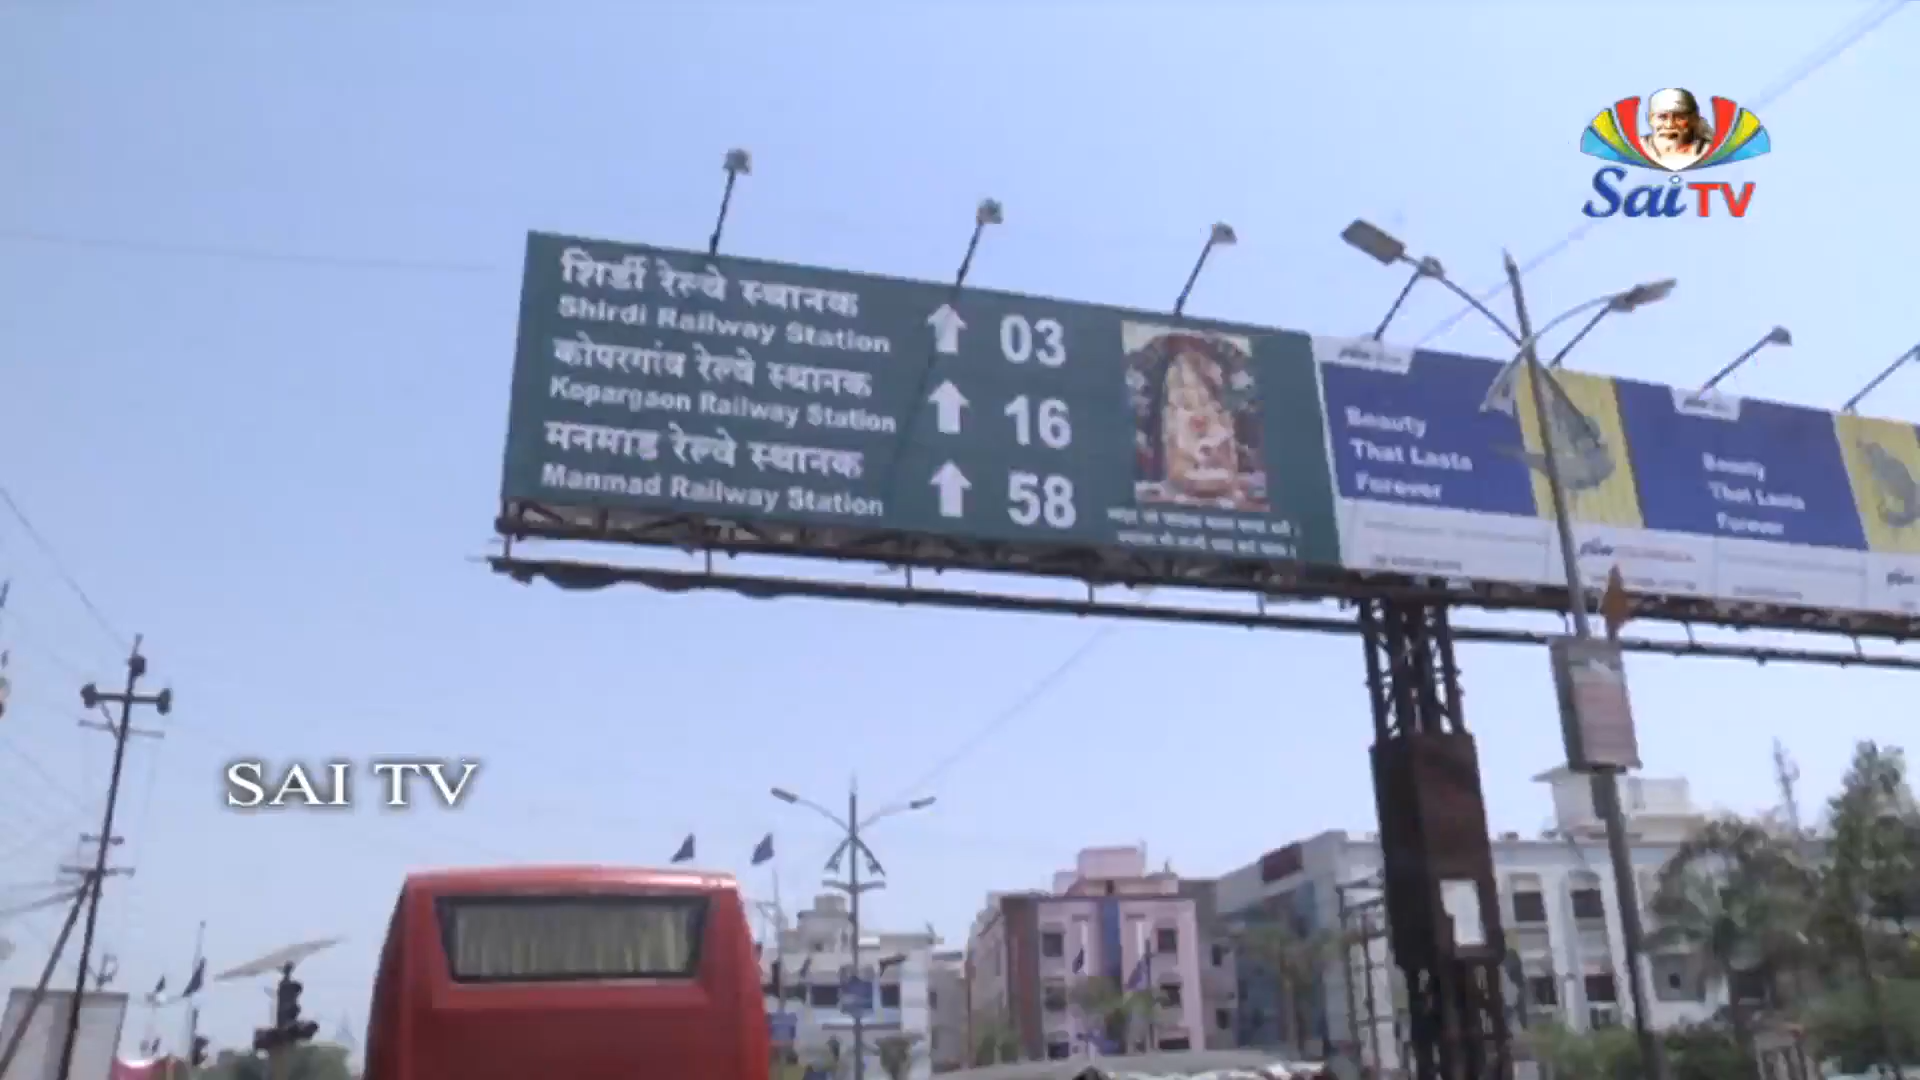 Sai TV
शिर्डी रेल्वे स्थानक
Shirdi Railway Station
03
कोपरगांव रेल्वे स्थानक
Kopargaon Railway Station
16
मनमाड रेल्वे स्थानक
Manmad Railway Station
58
Beauty
That Lasts
Forever
Beauty
That Lasts
Forever
SAI TV